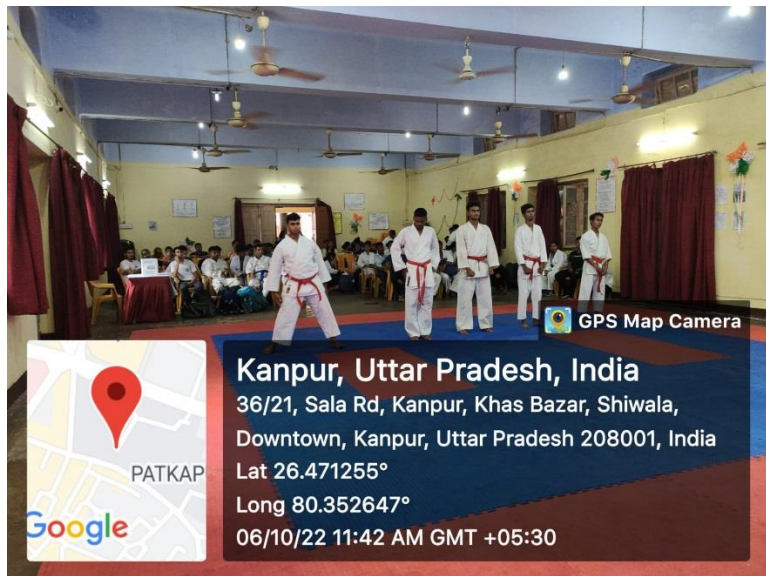 GPS Map Camera
Kanpur, Uttar Pradesh, India
36/21, Sala Rd, Kanpur, Khas Bazar, Shiwala,
Downtown, Kanpur, Uttar Pradesh 208001, India
Lat 26.471255°
Long 80.352647°
06/10/22 11:42 AM GMT +05:30
PATKAP
Google